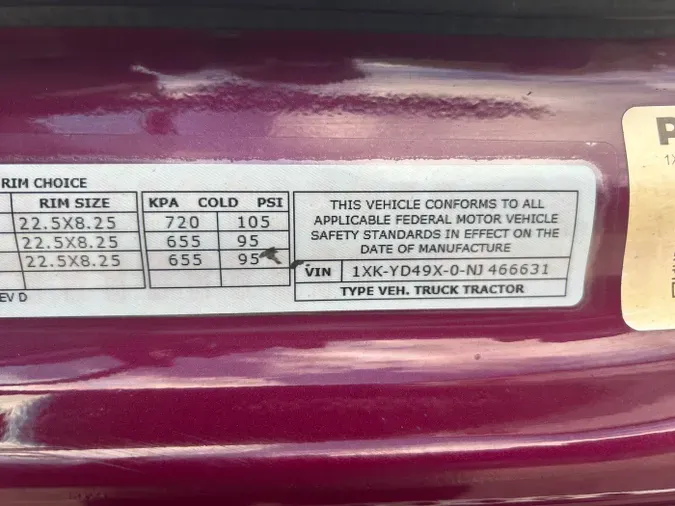 RIM CHOICE
RIM SIZE KPA COLD PSI
22.5X8.25 720 105
22.5X8.25 655 95
22.5X8.25 655 95
EV D
THIS VEHICLE CONFORMS TO ALL
APPLICABLE FEDERAL MOTOR VEHICLE
SAFETY STANDARDS IN EFFECT ON THE
DATE OF MANUFACTURE
VIN 1XK-YD49X-0-NJ 466631
TYPE VEH. TRUCK TRACTOR
P
1X